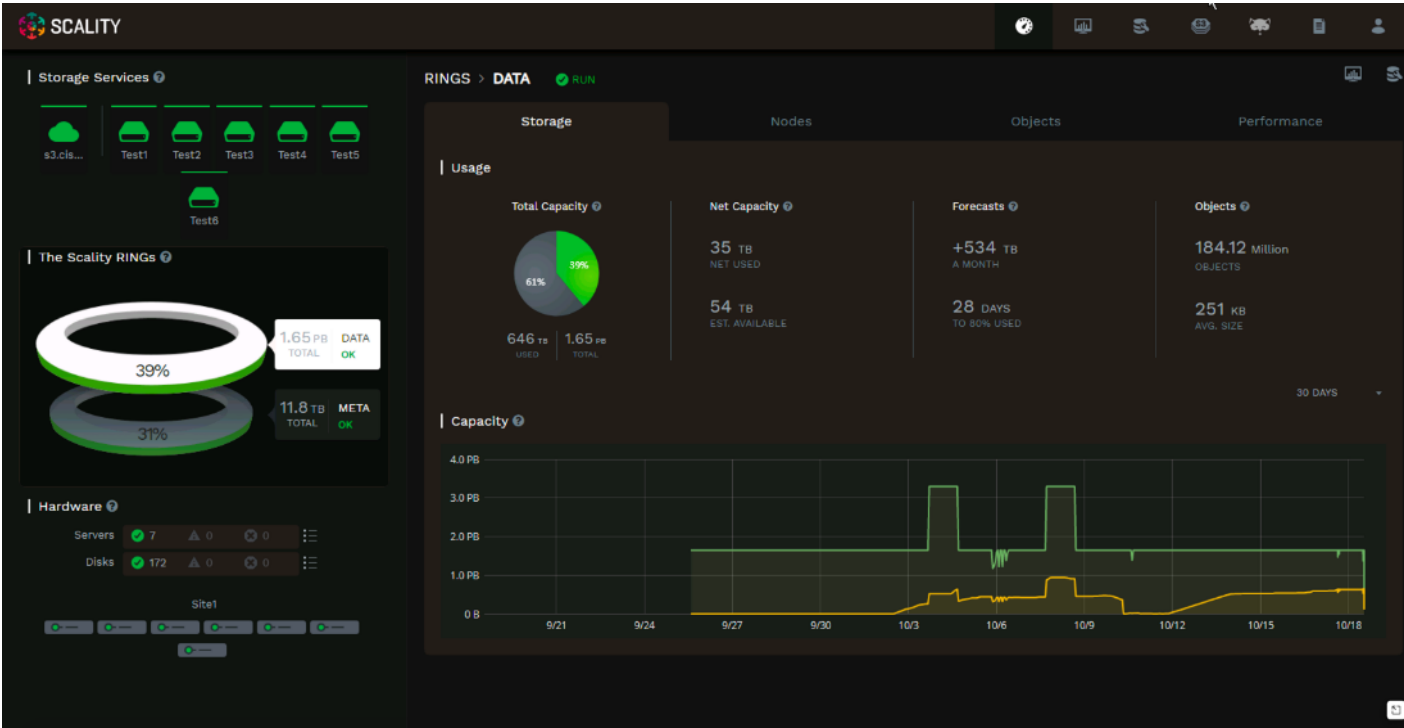 SCALITY
Storage Services
s3.cis...
Test1
Test2
Test3
Test4
Test5
Test6
The Scality RINGs
1.65 PB DATA
TOTAL OK
39%
11.8 TB META
TOTAL OK
31%
Hardware
Servers 7 0 0
Disks 172 0 0
Site1
RINGS > DATA RUN
Storage Nodes Objects Performance
Usage
Total Capacity
39%
61%
646 TB 1.65 PB
USED TOTAL
Net Capacity
35 TB
NET USED
54 TB
EST. AVAILABLE
Forecasts
+534 TB
A MONTH
28 DAYS
TO 80% USED
Objects
184.12 Million
OBJECTS
251 KB
AVG. SIZE
30 DAYS
Capacity
4.0 PB
3.0 PB
2.0 PB
1.0 PB
0 B
9/21 9/24 9/27 9/30 10/3 10/6 10/9 10/12 10/15 10/18